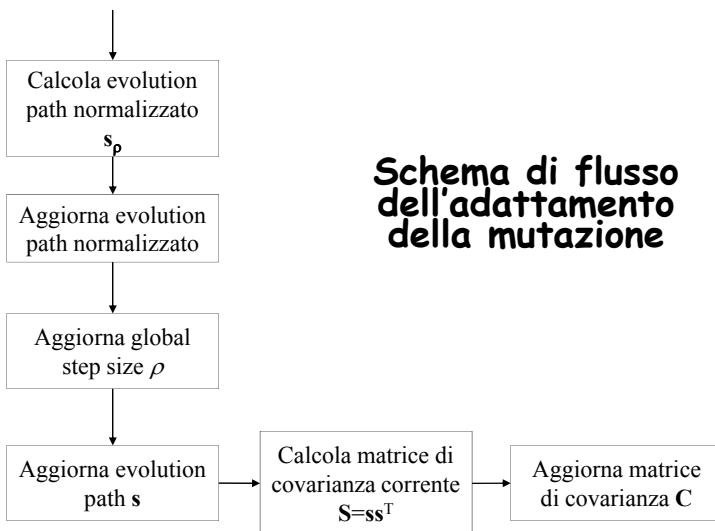 Calcola evolution
path normalizzato
sρ
Schema di flusso
dell'adattamento
della mutazione
Aggiorna evolution
path normalizzato
Aggiorna global
step size ρ
Aggiorna evolution
path s
Calcola matrice di
covarianza corrente
S=ssᵀ
Aggiorna matrice
di covarianza C